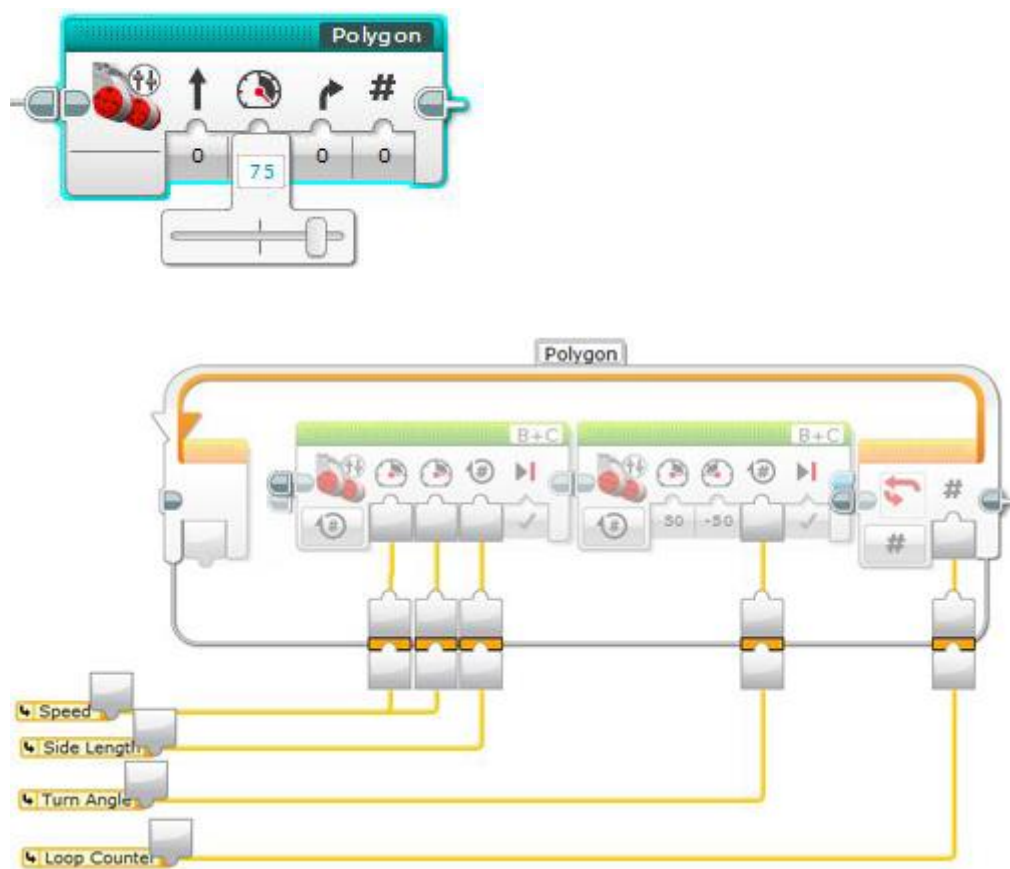 Polygon
#
0 0 0
75
Polygon
B+C B+C
# # #
# # 50 -50 #
Speed
Side Length
Turn Angle
Loop Counter